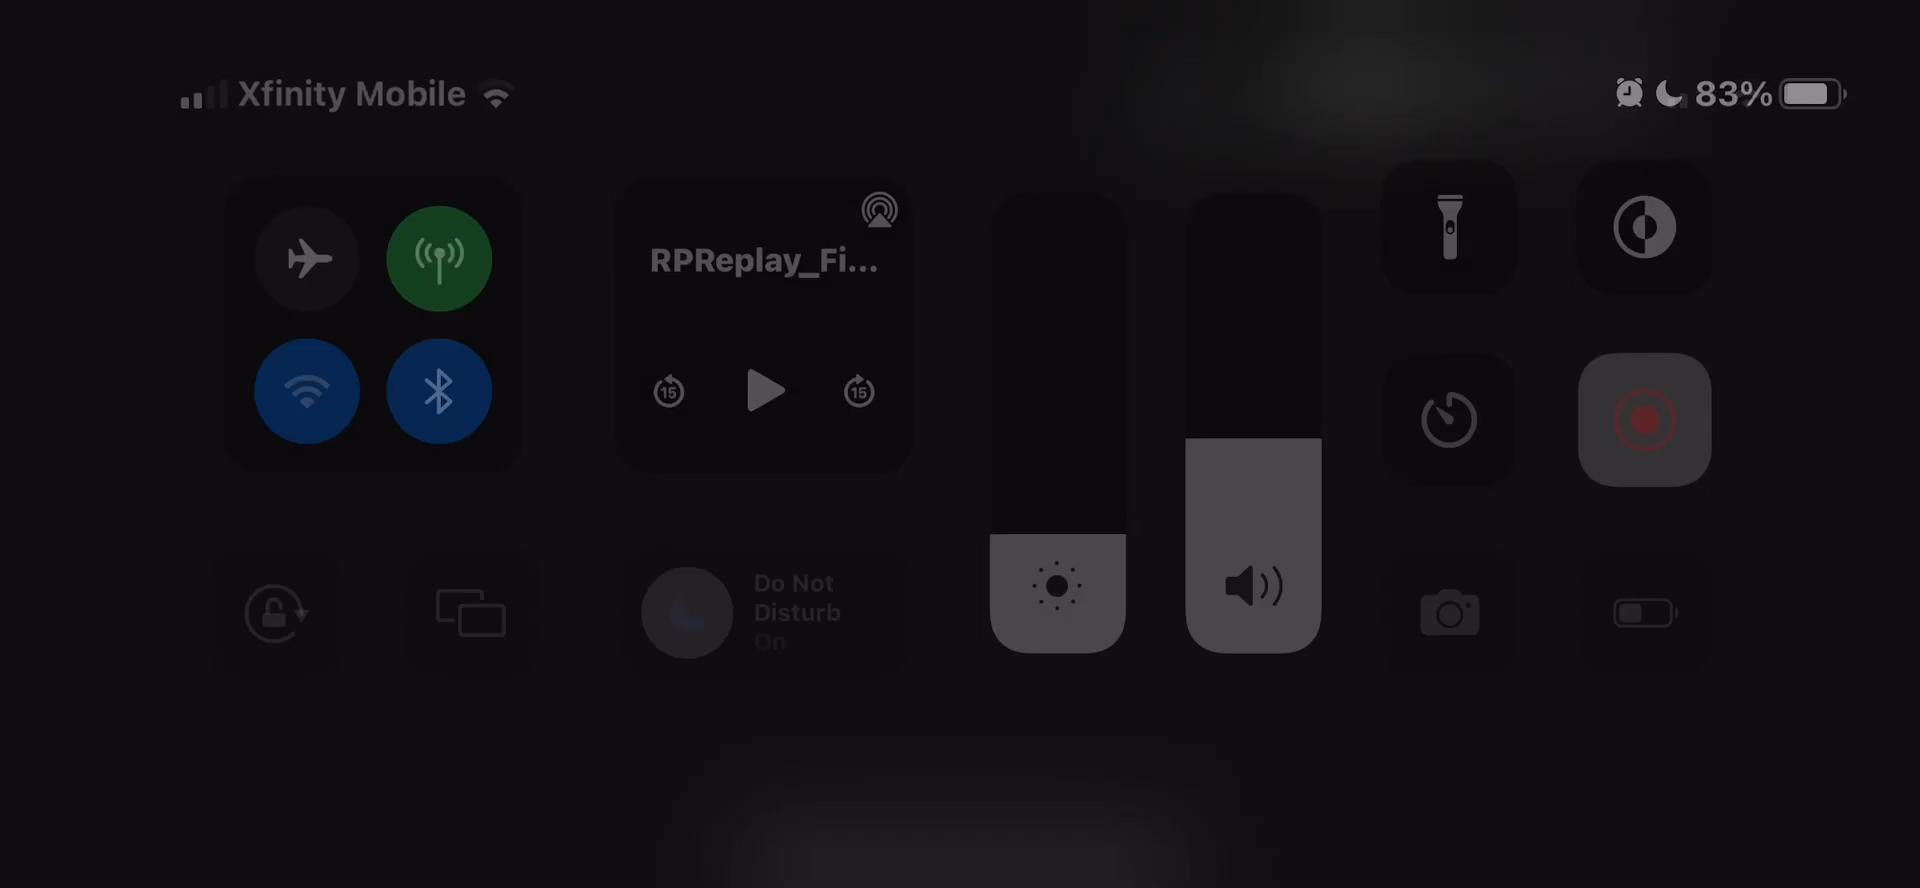 Xfinity Mobile
83%
RPReplay_Fi...
15
15
Do Not
Disturb
On